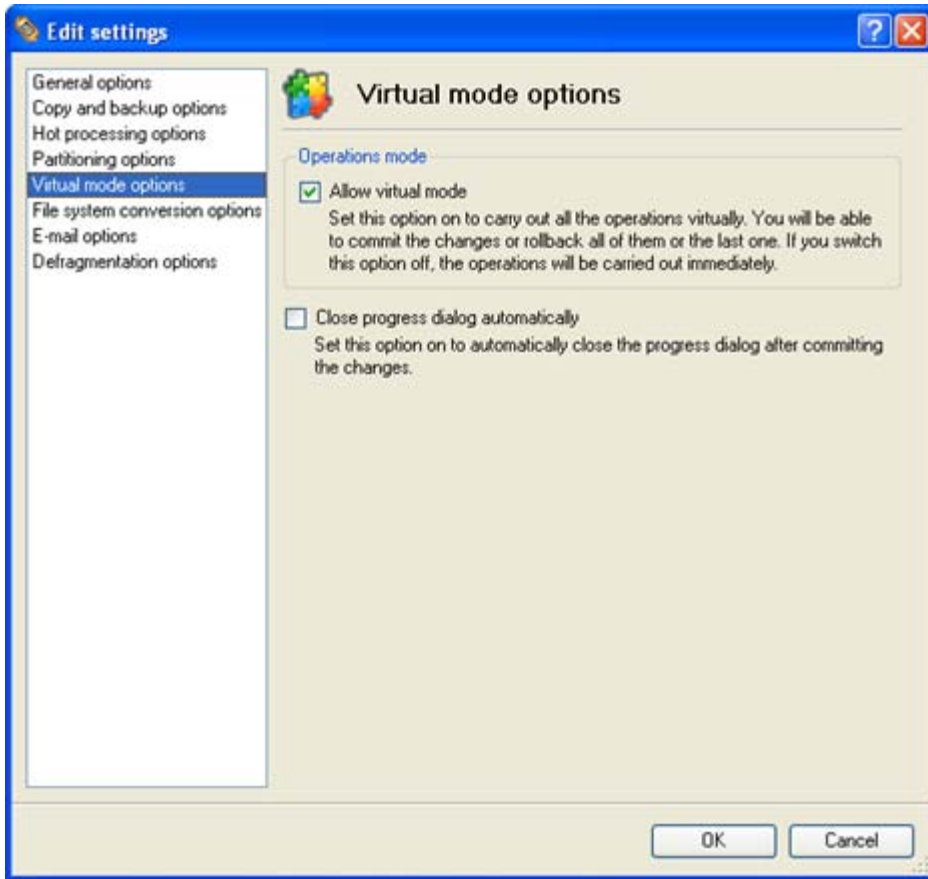 Edit settings
General options
Copy and backup options
Hot processing options
Partitioning options
Virtual mode options
File system conversion options
E-mail options
Defragmentation options
Virtual mode options
Operations mode
Allow virtual mode
Set this option on to carry out all the operations virtually. You will be able
to commit the changes or rollback all of them or the last one. If you switch
this option off, the operations will be carried out immediately.
Close progress dialog automatically
Set this option on to automatically close the progress dialog after committing
the changes.
OK
Cancel